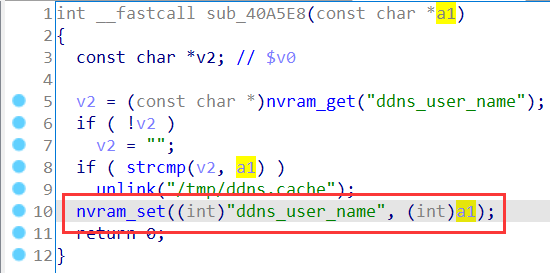 1 int __fastcall sub_40A5E8(const char *a1)
2 {
3 const char *v2; // $v0
4
5 v2 = (const char *)nvram_get("ddns_user_name");
6 if ( !v2 )
7 v2 = "";
8 if ( strcmp(v2, a1) )
9 unlink("/tmp/ddns.cache");
10 nvram_set((int)"ddns_user_name", (int)a1);
11 return 0;
12 }